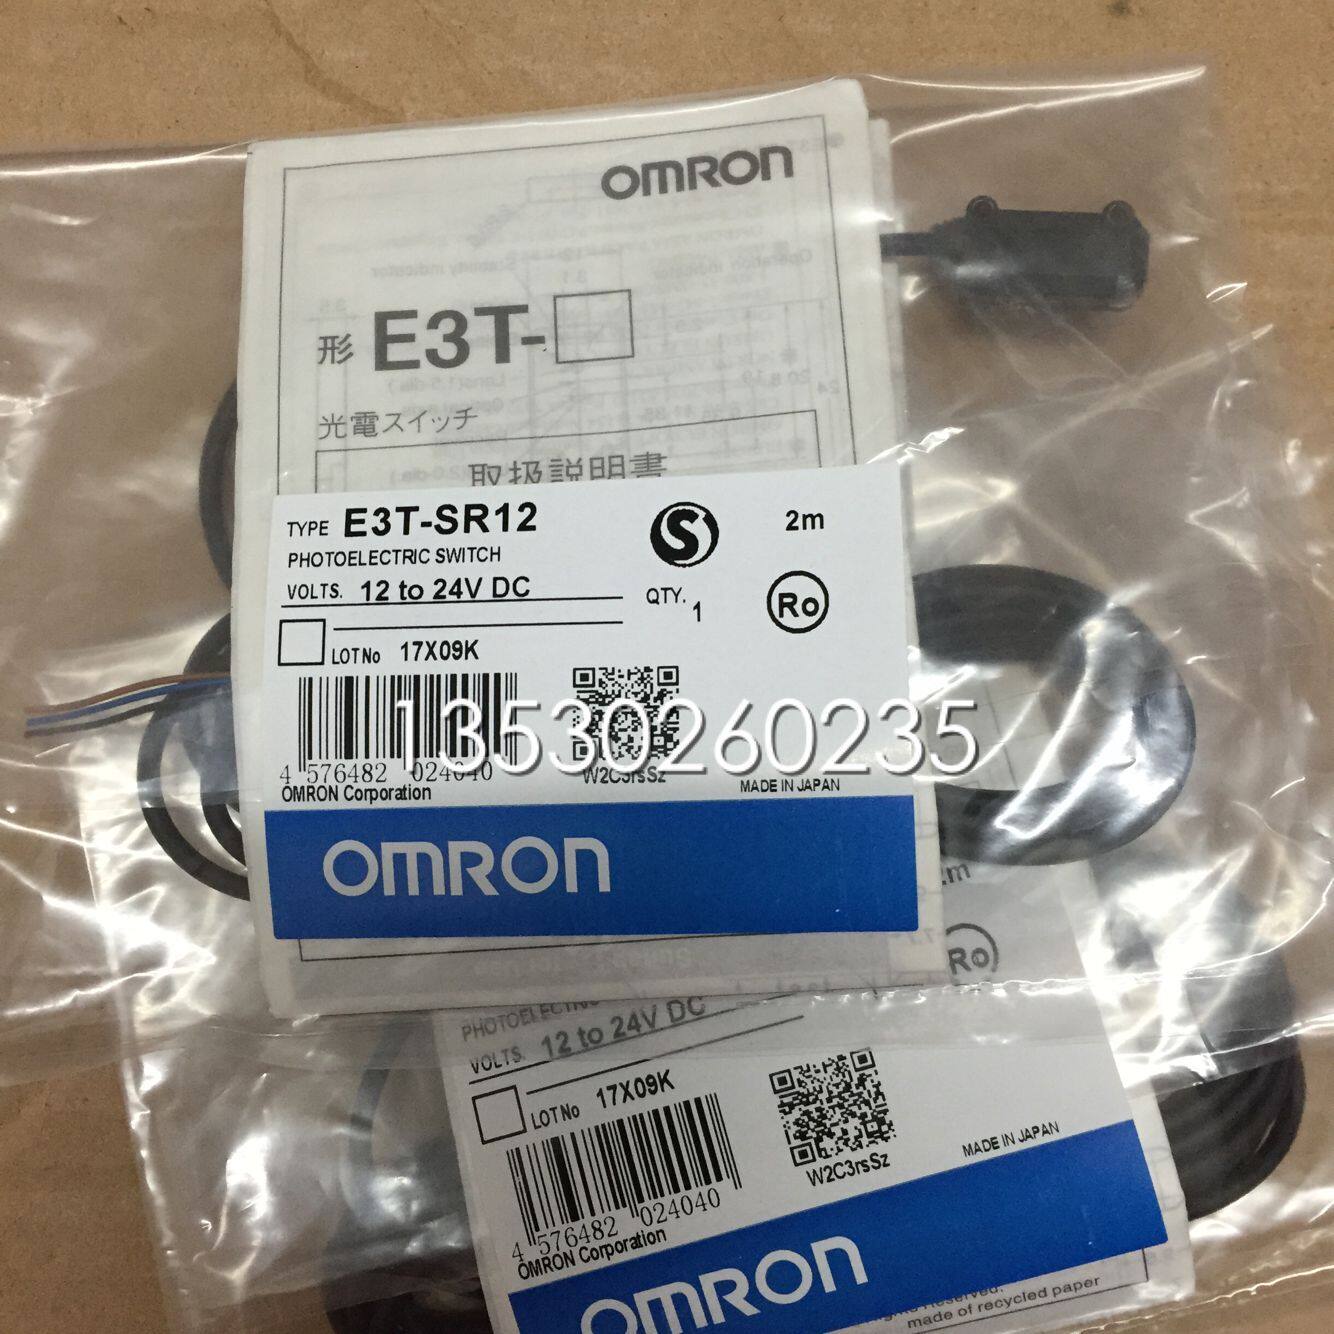 OMRON
形 E3T-□
光電スイッチ
取扱説明書
TYPE E3T-SR12
2m
PHOTOELECTRIC SWITCH
VOLTS. 12 to 24V DC
QTY. 1
Ro
LOT No 17X09K
13530260235
4 576482 024040
W2C3rsSz
OMRON Corporation
MADE IN JAPAN
OMRON
Ro
PHOTOELECTRIC
VOLTS. 12 to 24V DC
LOT No 17X09K
4 576482 024040
W2C3rsSz
MADE IN JAPAN
OMRON Corporation
OMRON
Reserved.
made of recycled paper